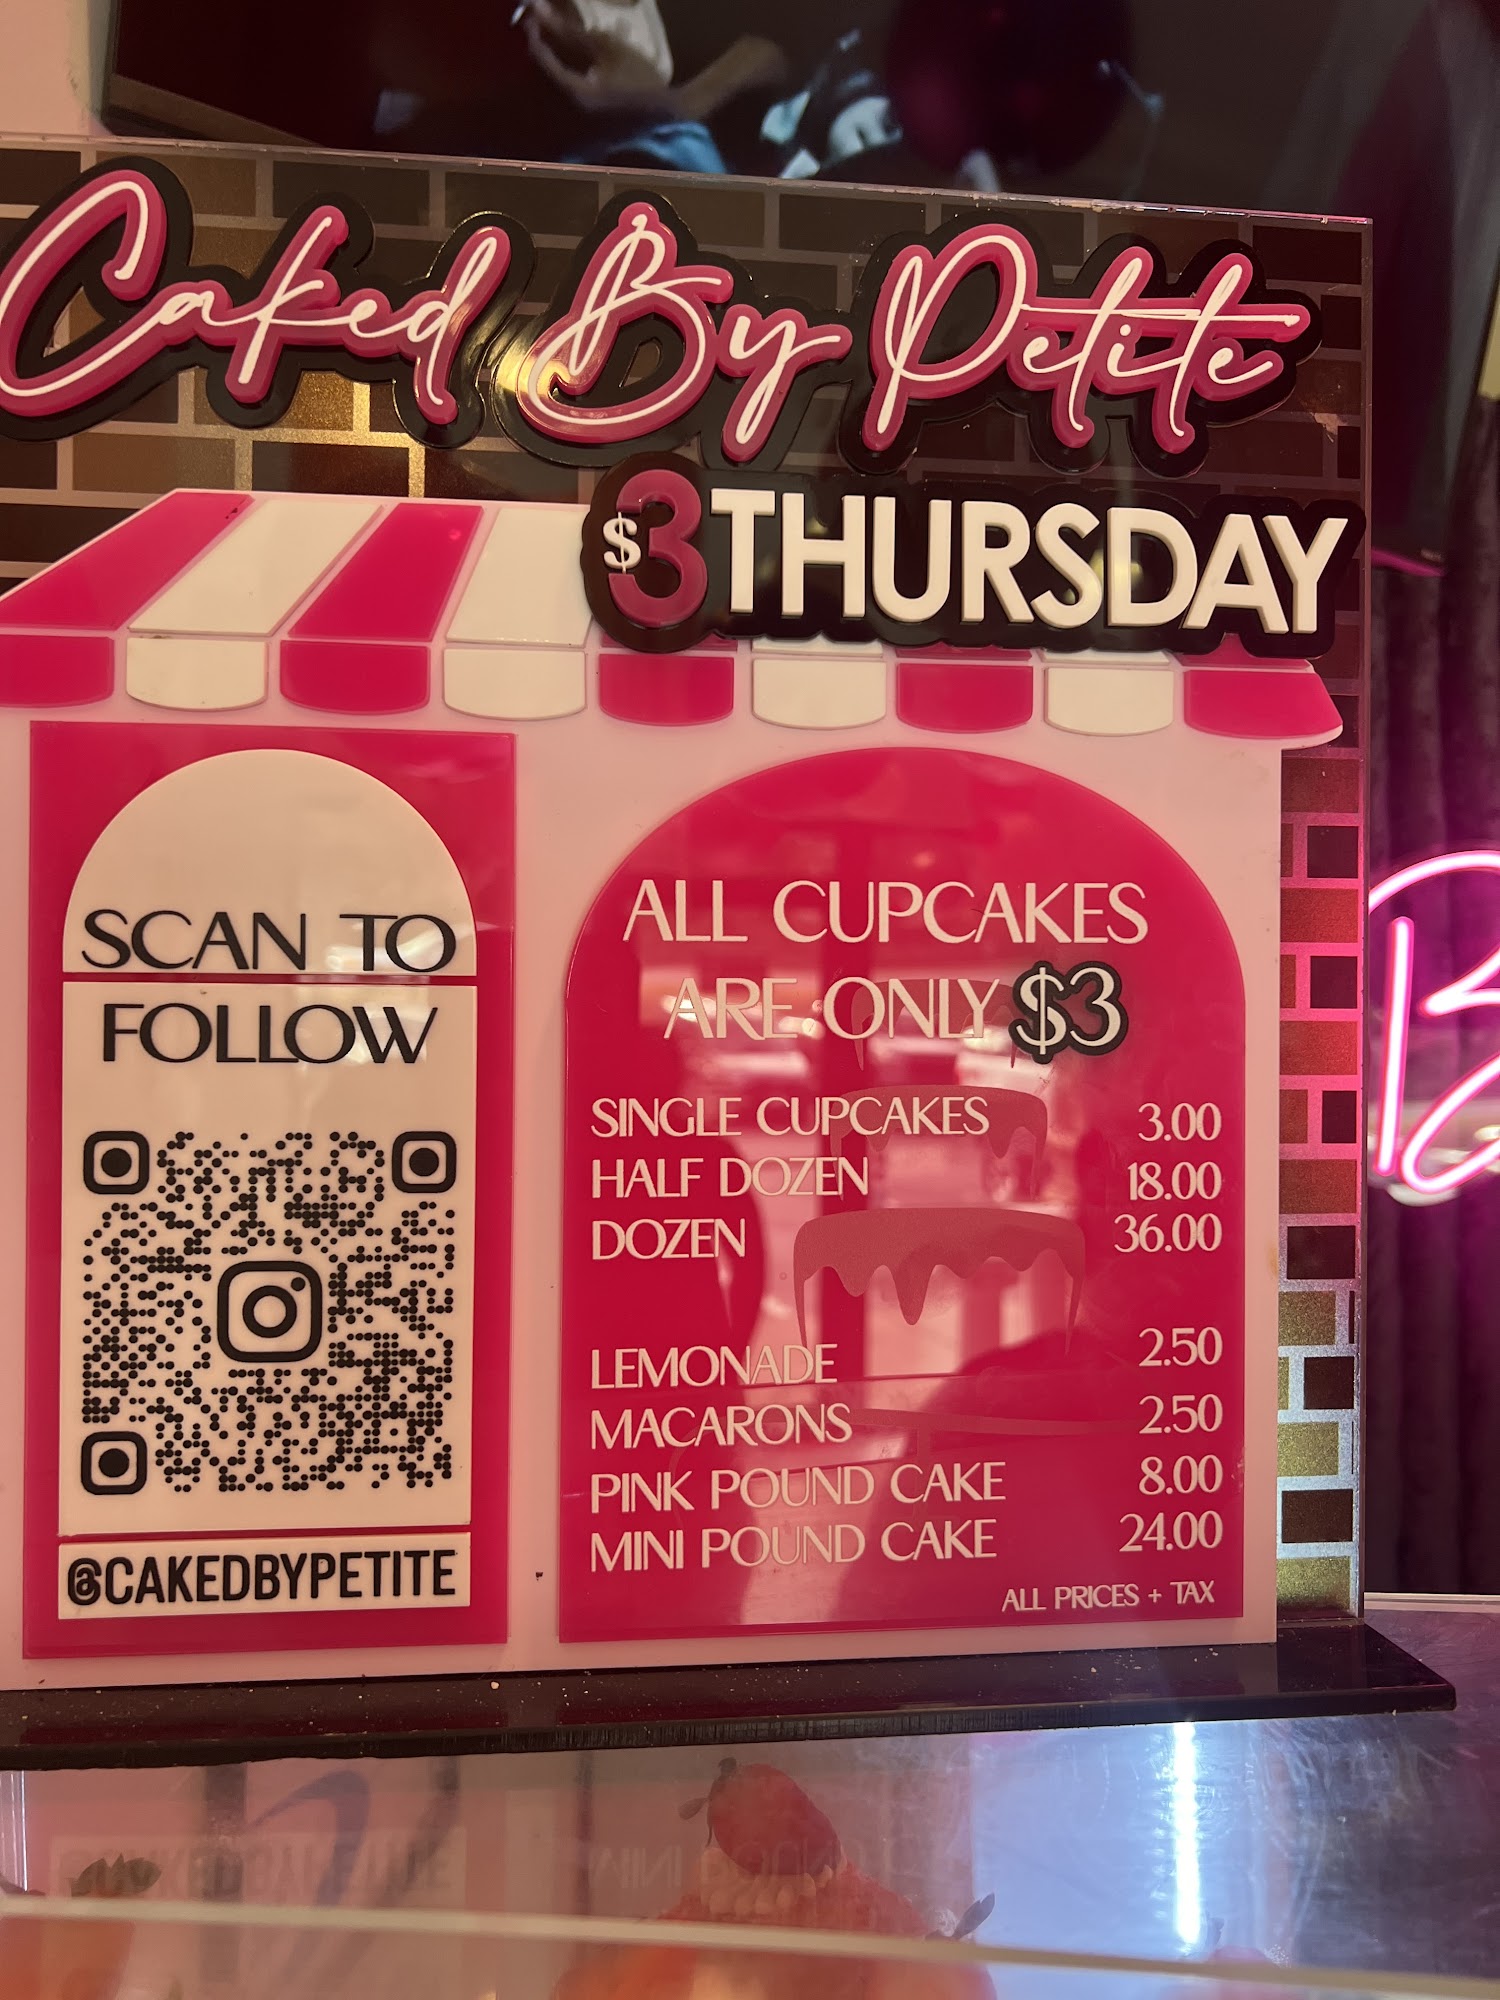 Caked By Petite
$3 THURSDAY
SCAN TO
FOLLOW
@CAKEDBYPETITE
ALL CUPCAKES
ARE ONLY $3
SINGLE CUPCAKES 3.00
HALF DOZEN 18.00
DOZEN 36.00
LEMONADE 2.50
MACARONS 2.50
PINK POUND CAKE 8.00
MINI POUND CAKE 24.00
ALL PRICES + TAX
B